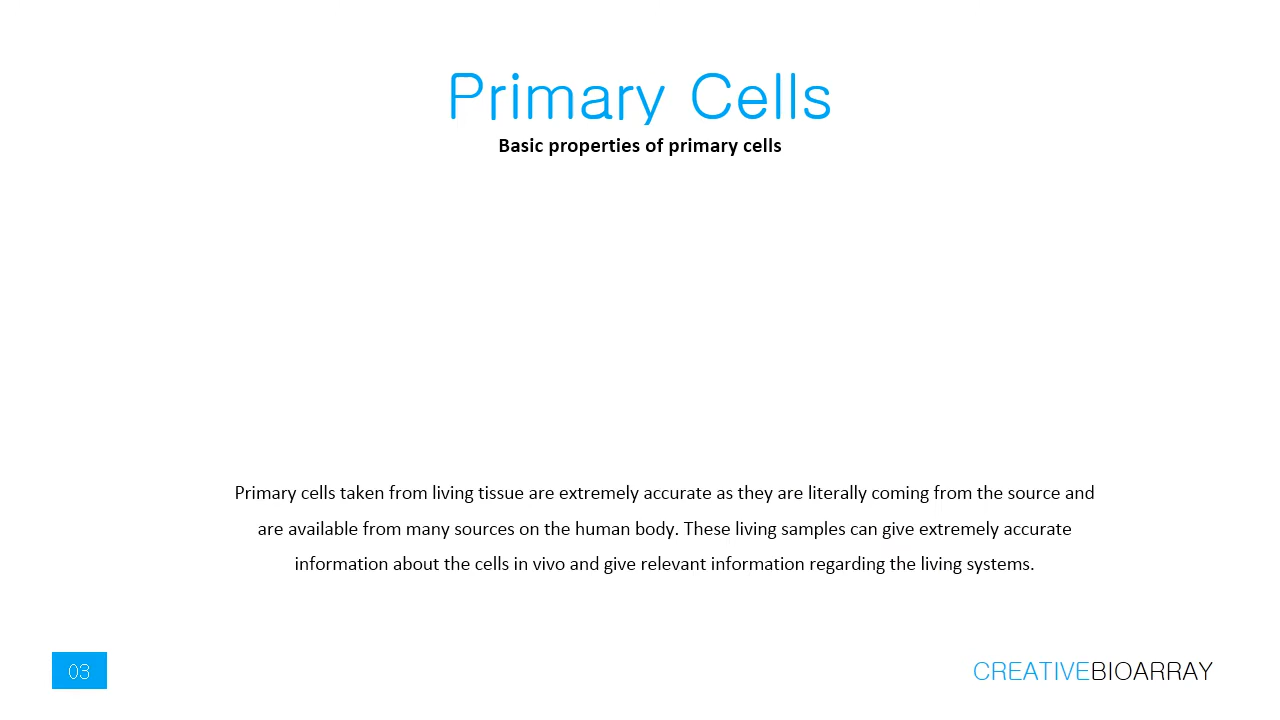 Primary Cells
Basic properties of primary cells
Primary cells taken from living tissue are extremely accurate as they are literally coming from the source and
are available from many sources on the human body. These living samples can give extremely accurate
information about the cells in vivo and give relevant information regarding the living systems.
03
CREATIVEBIOARRAY